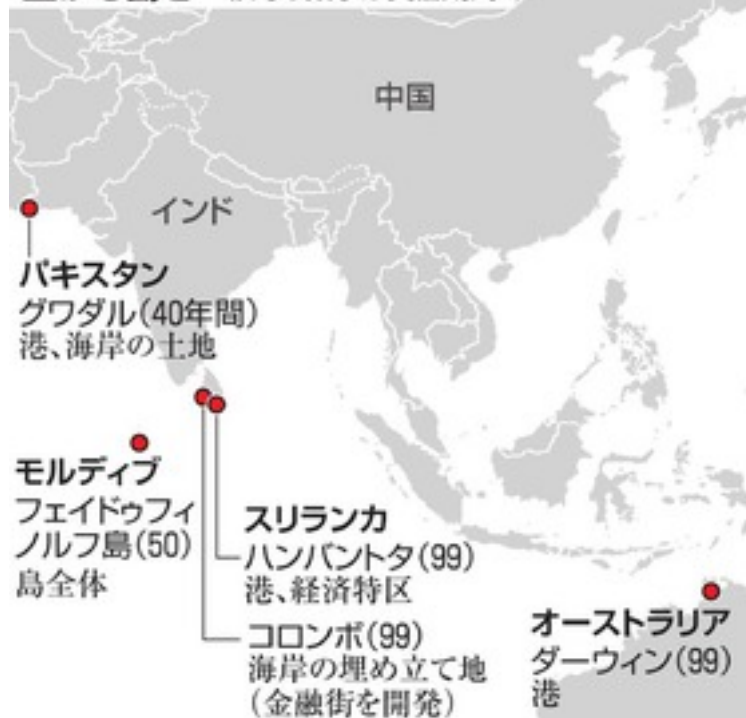 中国
インド
パキスタン
グワダル(40年間)
港、海岸の土地
モルディブ
フェイドゥフィ
ノルフ島(50)
島全体
スリランカ
ハンバントタ(99)
港、経済特区
コロンボ(99)
海岸の埋め立て地
(金融街を開発)
オーストラリア
ダーウィン(99)
港